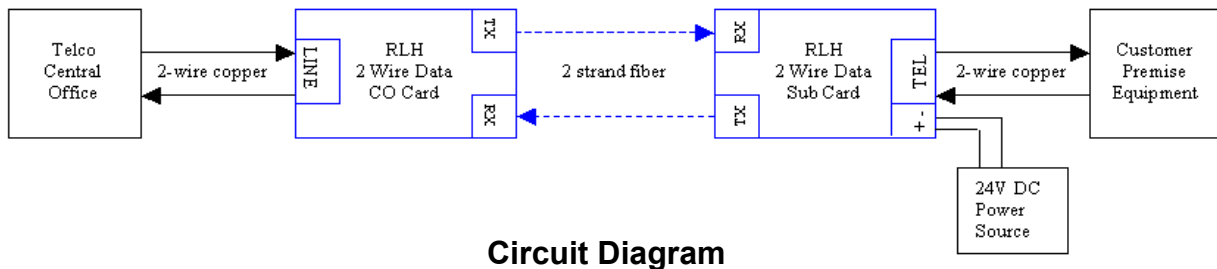 Telco
Central
Office
2-wire copper
LINE
RLH
2 Wire Data
CO Card
TX
RX
2 strand fiber
RX
TX
RLH
2 Wire Data
Sub Card
TEL
+ -
2-wire copper
Customer
Premise
Equipment
24V DC
Power
Source
Circuit Diagram